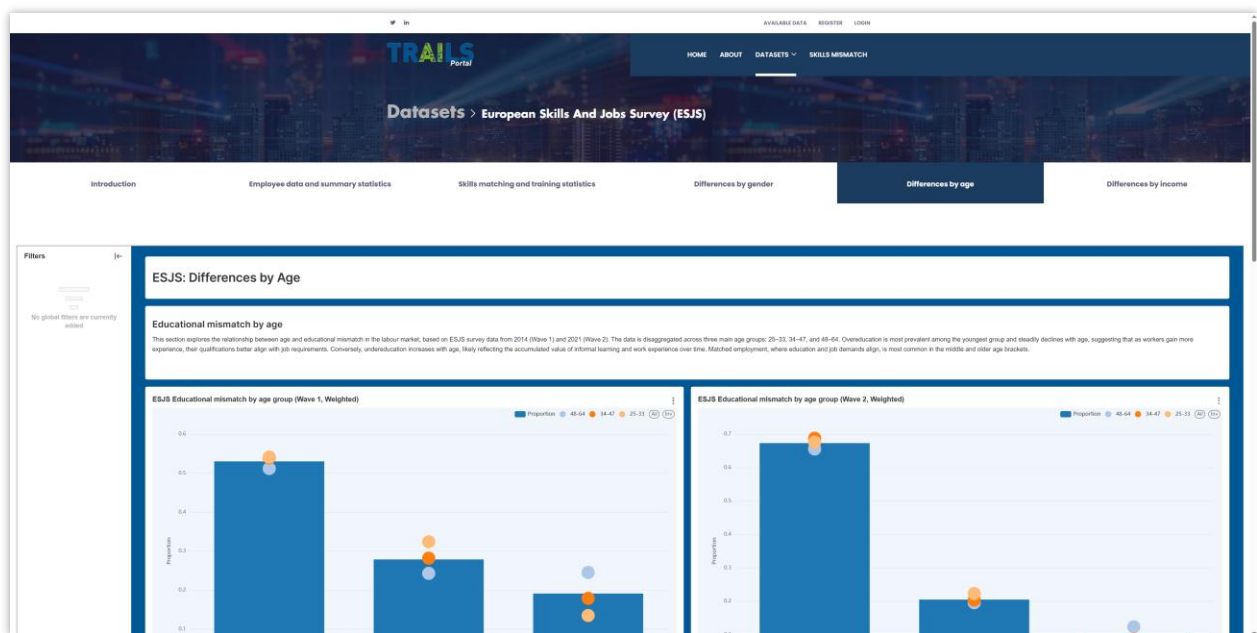 in
AVAILABLE DATA REGISTER LOGIN
TRAILS
Portal
HOME ABOUT DATASETS SKILLS MISMATCH
Datasets > European Skills And Jobs Survey (ESJS)
Introduction Employee data and summary statistics Skills matching and training statistics Differences by gender Differences by age Differences by income
Filters
No global filters are currently
added
ESJS: Differences by Age
Educational mismatch by age
This section explores the relationship between age and educational mismatch in the labour market, based on ESJS survey data from 2014 (Wave 1) and 2021 (Wave 2). The data is disaggregated across three main age groups: 25–33, 34–47, and 48–64. Overeducation is most prevalent among the youngest group and steadily declines with age, suggesting that as workers gain more
experience, their qualifications better align with job requirements. Conversely, undereducation increases with age, likely reflecting the accumulated value of informal learning and work experience over time. Matched employment, where education and job demands align, is most common in the middle and older age brackets.
ESJS Educational mismatch by age group (Wave 1, Weighted)
Proportion 48-64 34-47 25-33 All Inv
0.6
0.5
0.4
0.3
0.2
0.1
Proportion
ESJS Educational mismatch by age group (Wave 2, Weighted)
Proportion 48-64 34-47 25-33 All Inv
0.7
0.6
0.5
0.4
0.3
0.2
Proportion